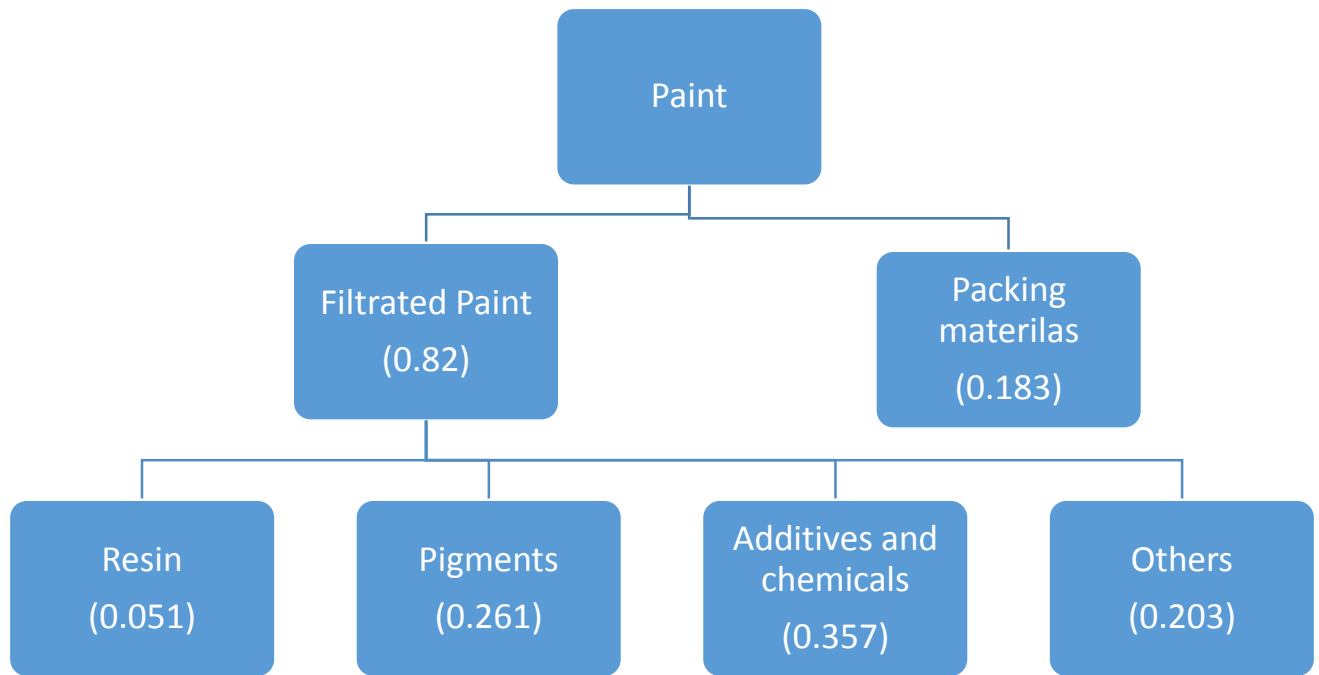 Paint
Filtrated Paint
(0.82)
Packing
materilas
(0.183)
Resin
(0.051)
Pigments
(0.261)
Additives and
chemicals
(0.357)
Others
(0.203)